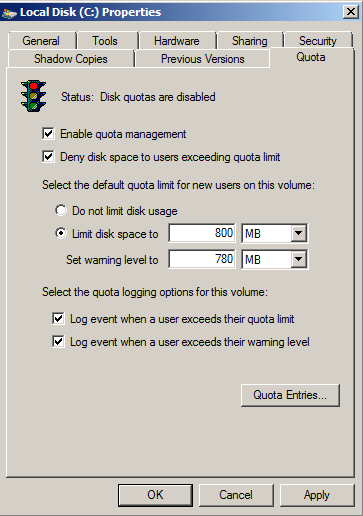 Local Disk (C:) Properties
General Tools Hardware Sharing Security
Shadow Copies Previous Versions Quota
Status: Disk quotas are disabled
Enable quota management
Deny disk space to users exceeding quota limit
Select the default quota limit for new users on this volume:
Do not limit disk usage
Limit disk space to 800 MB
Set warning level to 780 MB
Select the quota logging options for this volume:
Log event when a user exceeds their quota limit
Log event when a user exceeds their warning level
Quota Entries...
OK Cancel Apply